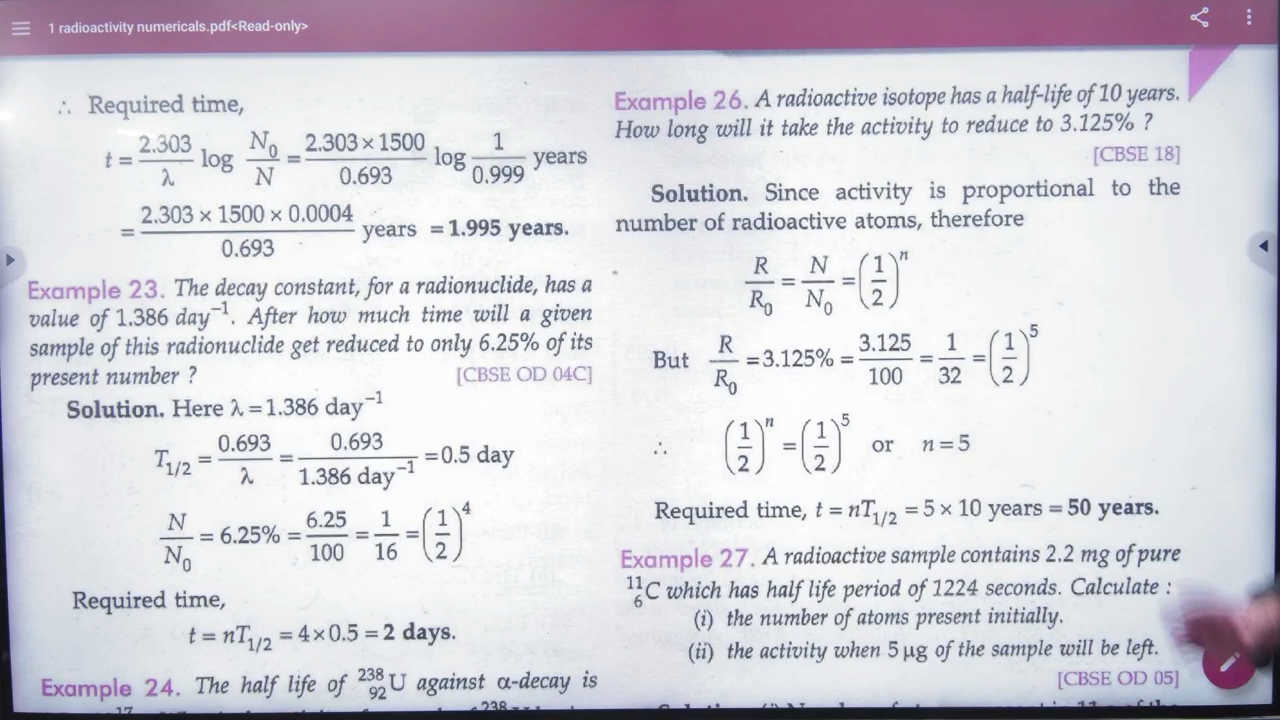 1 radioactivity numericals.pdf<Read-only>
∴ Required time,
t = 2.303/λ log N₀/N = 2.303 × 1500/0.693 log 1/0.999 years
= 2.303 × 1500 × 0.0004/0.693 years = 1.995 years.
Example 23. The decay constant, for a radionuclide, has a
value of 1.386 day⁻¹. After how much time will a given
sample of this radionuclide get reduced to only 6.25% of its
present number ? [CBSE OD 04C]
Solution. Here λ = 1.386 day⁻¹
T₁/₂ = 0.693/λ = 0.693/1.386 day⁻¹ = 0.5 day
N/N₀ = 6.25% = 6.25/100 = 1/16 = (1/2)⁴
Required time,
t = nT₁/₂ = 4 × 0.5 = 2 days.
Example 24. The half life of ²³⁸₉₂U against α-decay is
Example 26. A radioactive isotope has a half-life of 10 years.
How long will it take the activity to reduce to 3.125% ?
[CBSE 18]
Solution. Since activity is proportional to the
number of radioactive atoms, therefore
R/R₀ = N/N₀ = (1/2)ⁿ
But R/R₀ = 3.125% = 3.125/100 = 1/32 = (1/2)⁵
∴ (1/2)ⁿ = (1/2)⁵ or n = 5
Required time, t = nT₁/₂ = 5 × 10 years = 50 years.
Example 27. A radioactive sample contains 2.2 mg of pure
¹¹₆C which has half life period of 1224 seconds. Calculate :
(i) the number of atoms present initially.
(ii) the activity when 5 μg of the sample will be left.
[CBSE OD 05]